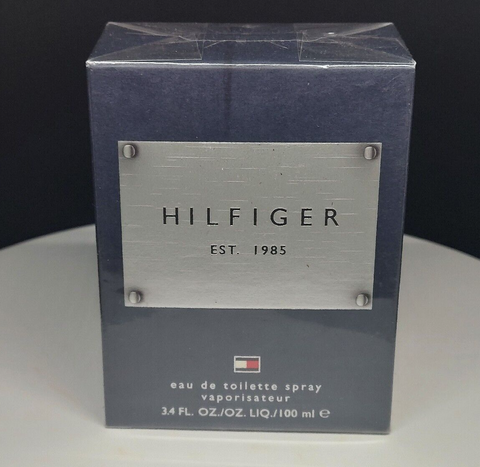 HILFIGER
EST. 1985
eau de toilette spray
vaporisateur
3.4 FL. OZ./OZ. LIQ./100 ml ℮